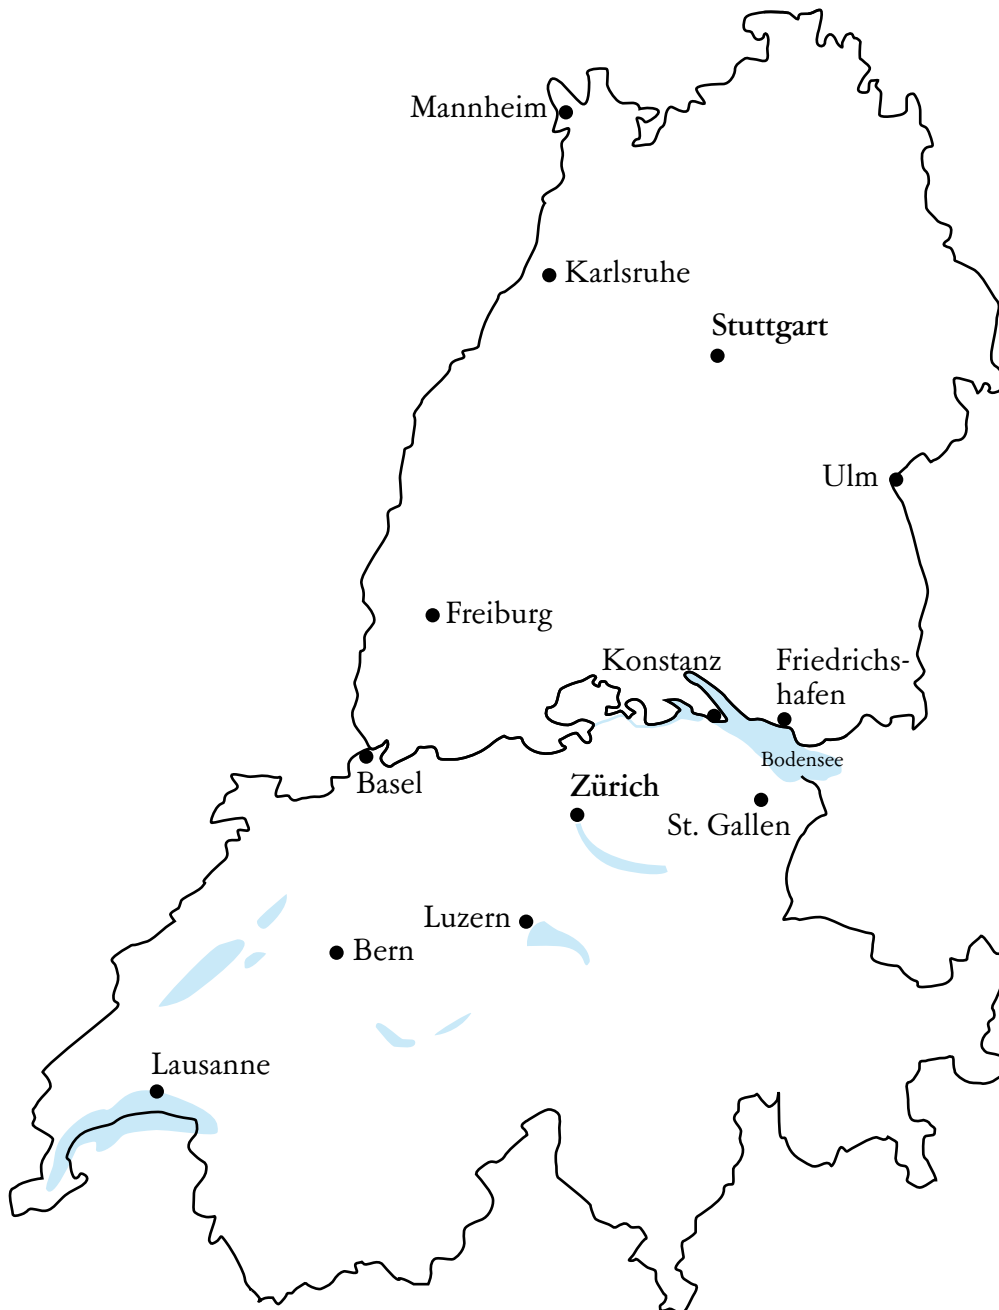 Mannheim
Karlsruhe
Stuttgart
Ulm
Freiburg
Konstanz
Friedrichs-
hafen
Bodensee
Basel
Zürich
St. Gallen
Luzern
Bern
Lausanne